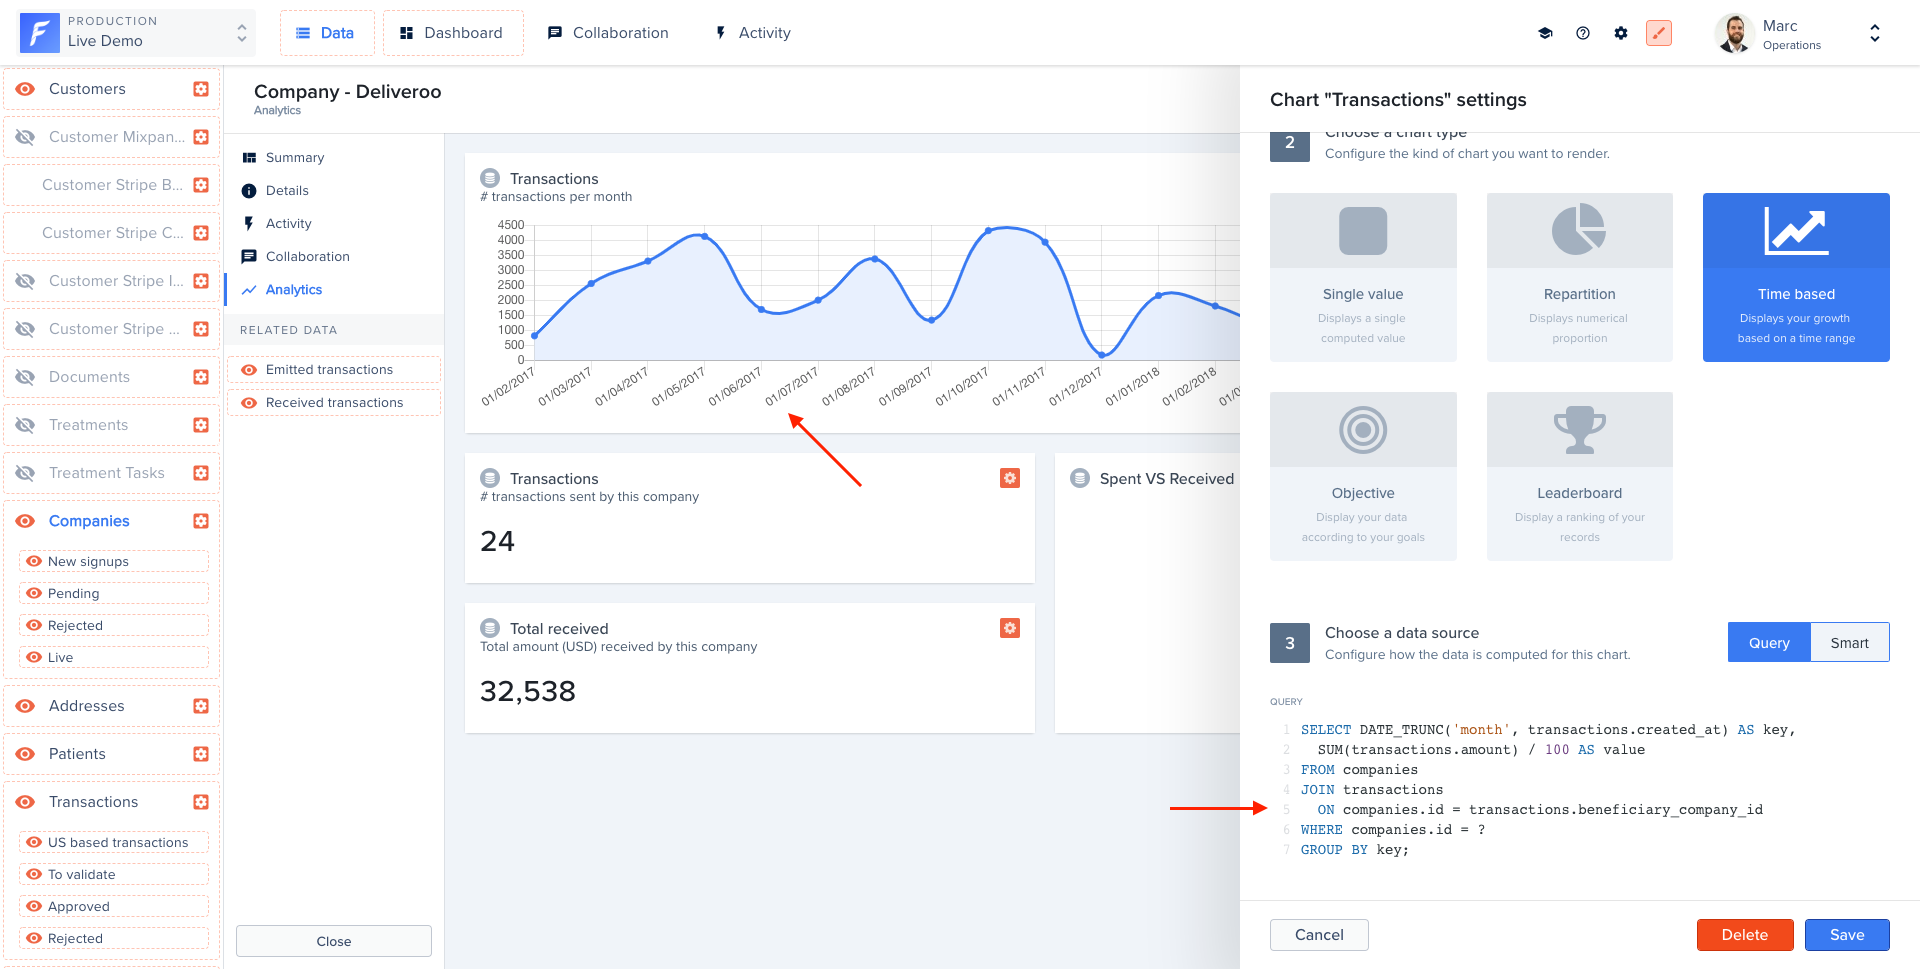 PRODUCTION
Live Demo
Data
Dashboard
Collaboration
Activity
Marc
Operations
Customers
Customer Mixpan...
Customer Stripe B...
Customer Stripe C...
Customer Stripe I...
Customer Stripe ...
Documents
Treatments
Treatment Tasks
Companies
New signups
Pending
Rejected
Live
Addresses
Patients
Transactions
US based transactions
To validate
Approved
Rejected
Company - Deliveroo
Analytics
Summary
Details
Activity
Collaboration
Analytics
RELATED DATA
Emitted transactions
Received transactions
Close
Transactions
# transactions per month
4500
4000
3500
3000
2500
2000
1500
1000
500
0
01/02/2017
01/03/2017
01/04/2017
01/05/2017
01/06/2017
01/07/2017
01/08/2017
01/09/2017
01/10/2017
01/11/2017
01/12/2017
01/01/2018
01/02/2018
Transactions
# transactions sent by this company
24
Spent VS Received
Total received
Total amount (USD) received by this company
32,538
Chart "Transactions" settings
2
Choose a chart type
Configure the kind of chart you want to render.
Single value
Displays a single
computed value
Repartition
Displays numerical
proportion
Time based
Displays your growth
based on a time range
Objective
Display your data
according to your goals
Leaderboard
Display a ranking of your
records
3
Choose a data source
Configure how the data is computed for this chart.
Query
Smart
QUERY
1 SELECT DATE_TRUNC('month', transactions.created_at) AS key,
2 SUM(transactions.amount) / 100 AS value
3 FROM companies
4 JOIN transactions
5 ON companies.id = transactions.beneficiary_company_id
6 WHERE companies.id = ?
7 GROUP BY key;
Cancel
Delete
Save